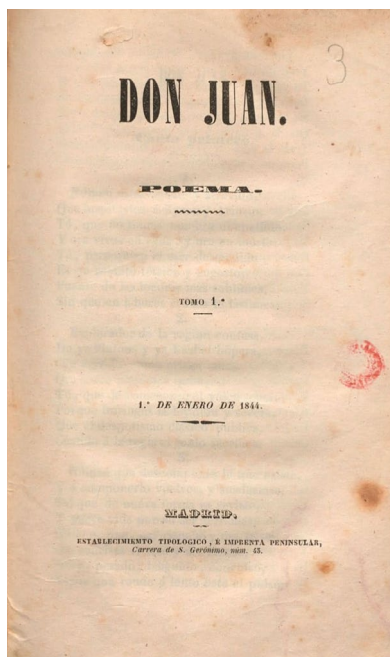 3
DON JUAN.
POEMA.
TOMO 1.º
1.º DE ENERO DE 1844.
MADRID.
ESTABLECIMIEMTO TIPOLOGICO, É IMPRENTA PENINSULAR,
Carrera de S. Gerónimo, núm. 43.